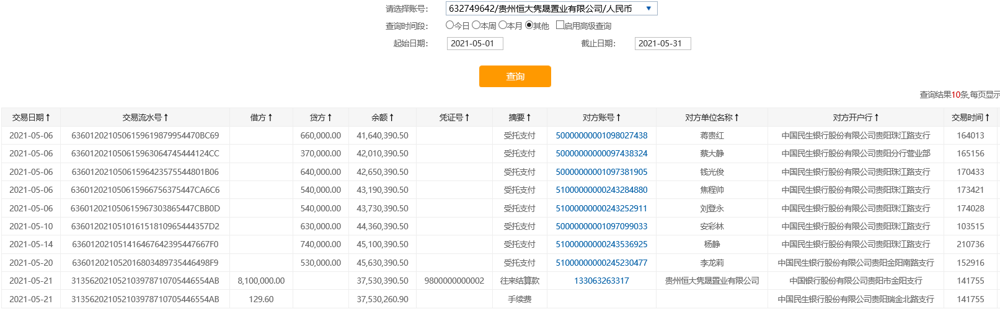 请选择账号： 632749642/贵州恒大隽晟置业有限公司/人民币
查询时间段： 今日 本周 本月 其他 启用高级查询
起始日期： 2021-05-01 截止日期： 2021-05-31
查询
查询结果10条,每页显示
交易日期↑ 交易流水号↑ 借方↑ 贷方↑ 余额↑ 凭证号↑ 摘要↑ 对方账号↑ 对方单位名称↑ 对方开户行↑ 交易时间↑
2021-05-06 63601202105061596198799544​70BC69 660,000.00 41,640,390.50 受托支付 50000000001098027438 蒋贵红 中国民生银行股份有限公司贵阳珠江路支行 164013
2021-05-06 6360120210506159630647454​44124CC 370,000.00 42,010,390.50 受托支付 50000000000097438324 蔡大静 中国民生银行股份有限公司贵阳分行营业部 165156
2021-05-06 63601202105061596423575544801B06 640,000.00 42,650,390.50 受托支付 50000000001097381905 钱光俊 中国民生银行股份有限公司贵阳珠江路支行 170433
2021-05-06 6360120210506159667563754​47CA6C6 540,000.00 43,190,390.50 受托支付 51000000000243284880 焦程帅 中国民生银行股份有限公司贵阳珠江路支行 173421
2021-05-06 6360120210506159673038654​47CBB0D 540,000.00 43,730,390.50 受托支付 51000000000243252911 刘登永 中国民生银行股份有限公司贵阳珠江路支行 174028
2021-05-10 6360120210510161518109654​44357D2 630,000.00 44,360,390.50 受托支付 50000000001097099033 安彩林 中国民生银行股份有限公司贵阳珠江路支行 103515
2021-05-14 6360120210514164676423954​47667F0 740,000.00 45,100,390.50 受托支付 51000000000243536925 杨静 中国民生银行股份有限公司贵阳珠江路支行 210736
2021-05-20 6360120210520168034897354​46498F9 530,000.00 45,630,390.50 受托支付 51000000000245230477 李龙莉 中国民生银行股份有限公司贵阳金阳南路支行 152916
2021-05-21 3135620210521039787107054​46554AB 8,100,000.00 37,530,390.50 9800000000002 往来结算款 133063263317 贵州恒大隽晟置业有限公司 中国银行股份有限公司贵阳市金阳支行 141755
2021-05-21 3135620210521039787107054​46554AB 129.60 37,530,260.90 手续费 中国民生银行股份有限公司贵阳瑞金北路支行 141755